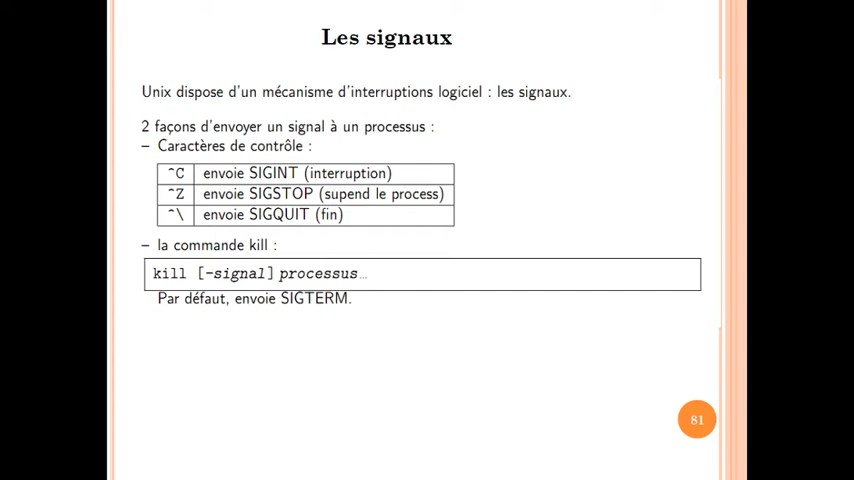 Les signaux
Unix dispose d'un mécanisme d'interruptions logiciel : les signaux.
2 façons d'envoyer un signal à un processus :
– Caractères de contrôle :
^C envoie SIGINT (interruption)
^Z envoie SIGSTOP (supend le process)
^\ envoie SIGQUIT (fin)
– la commande kill :
kill [-signal] processus…
Par défaut, envoie SIGTERM.
81